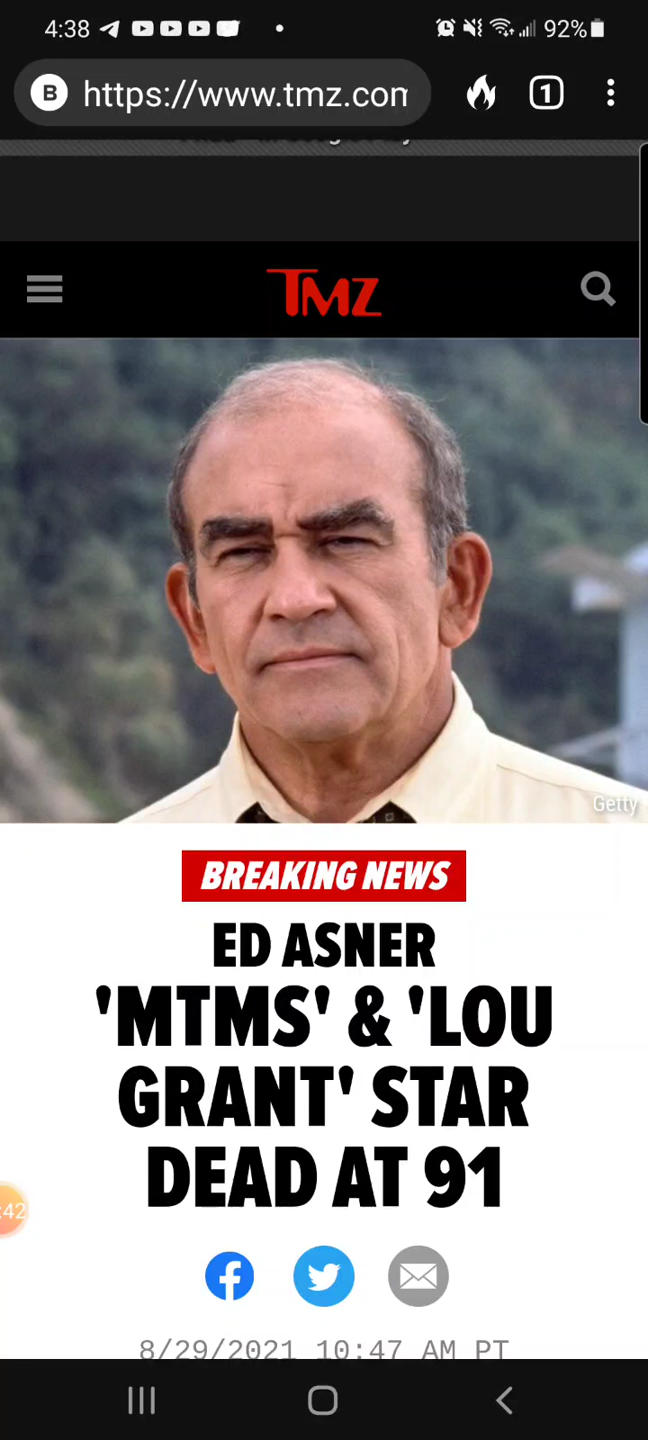 4:38
92%
B https://www.tmz.com
1
TMZ
Getty
BREAKING NEWS
ED ASNER
'MTMS' & 'LOU
GRANT' STAR
DEAD AT 91
:42
8/29/2021 10:47 AM PT